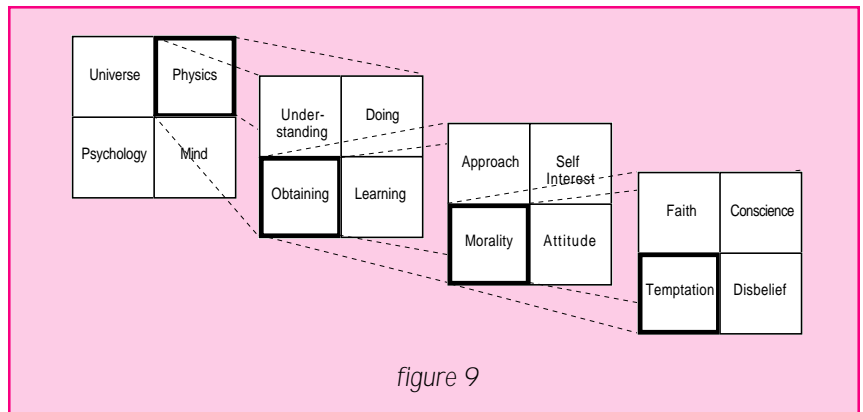 Universe
Physics
Psychology
Mind
Under-
standing
Doing
Obtaining
Learning
Approach
Self
Interest
Morality
Attitude
Faith
Conscience
Temptation
Disbelief
figure 9